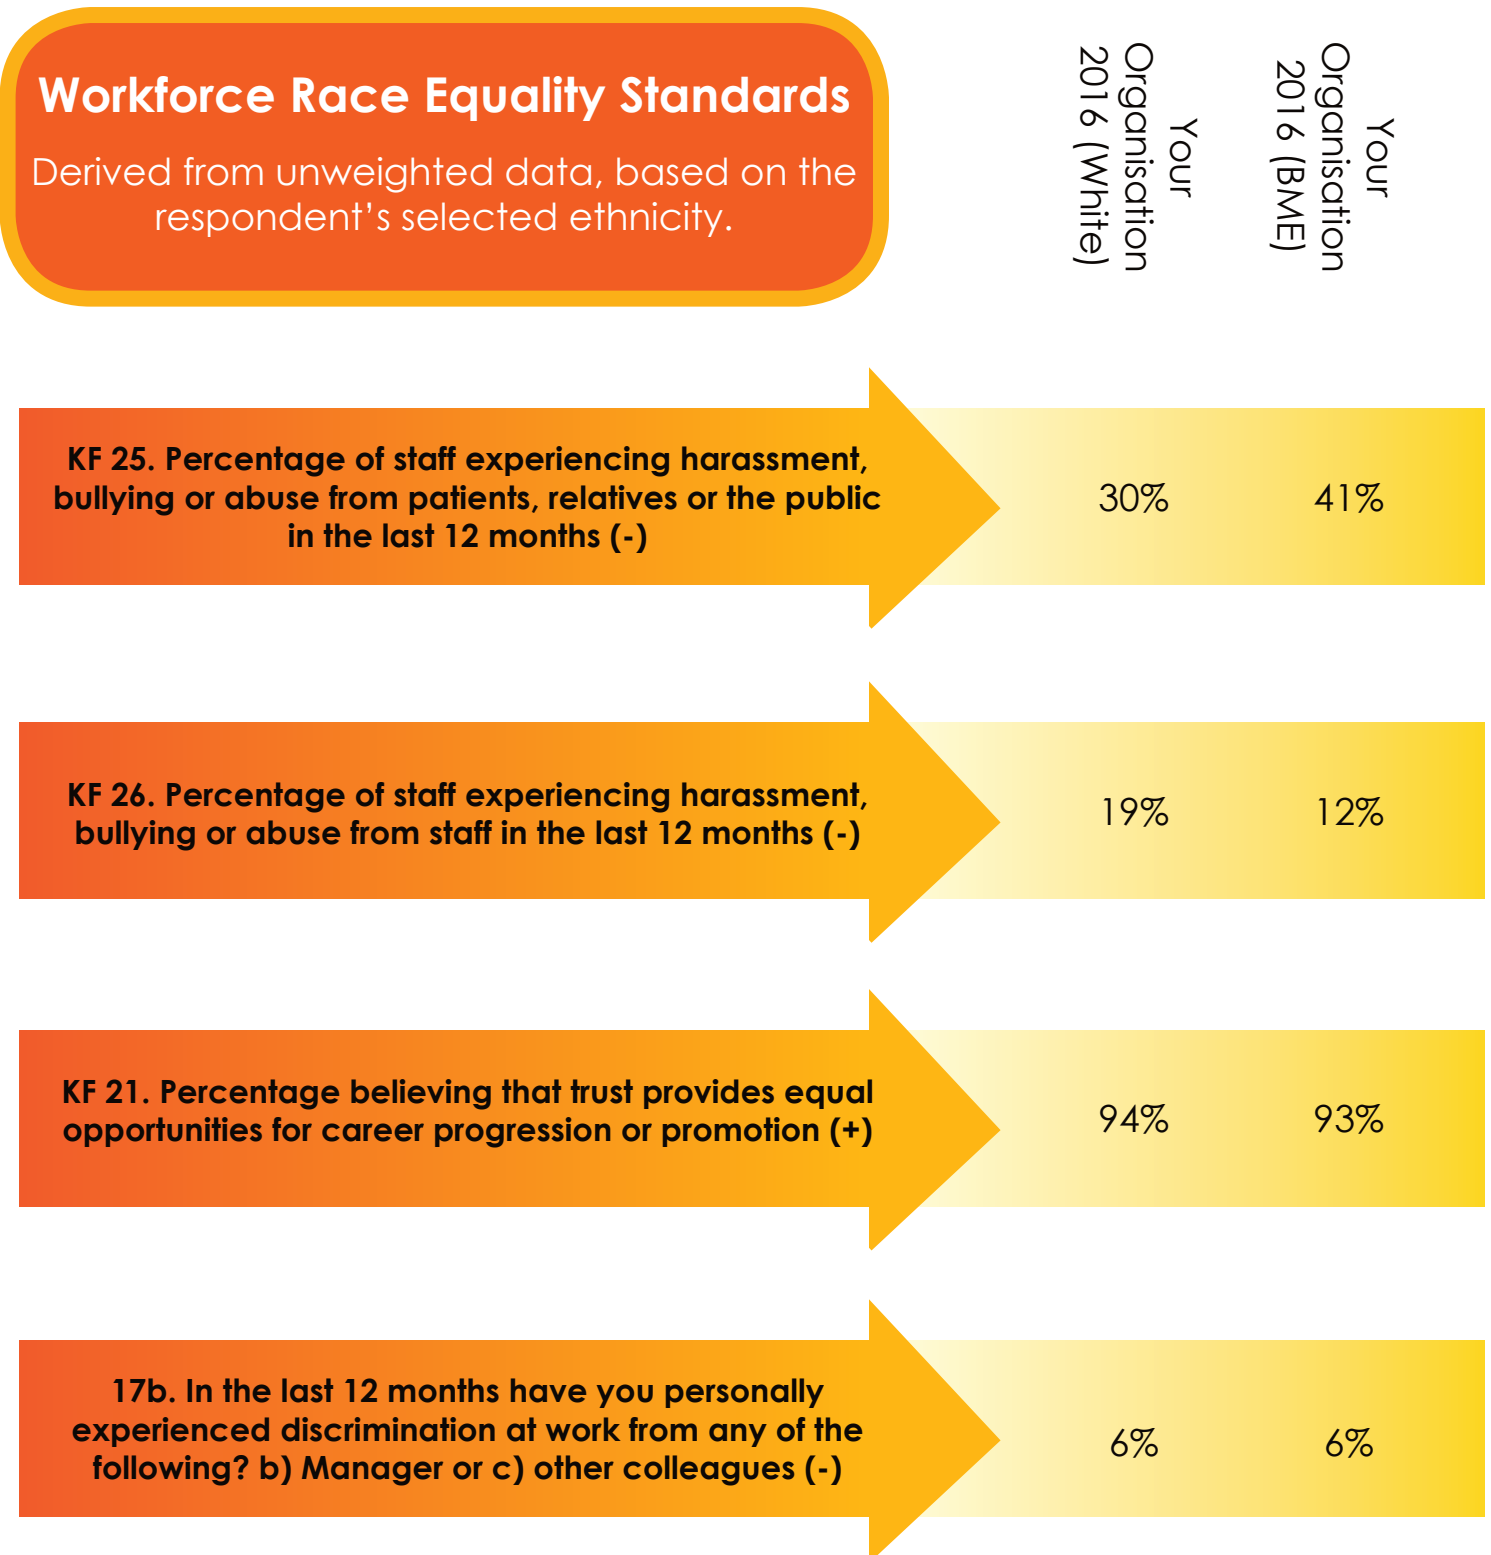 Workforce Race Equality Standards
Derived from unweighted data, based on the
respondent’s selected ethnicity.
Your
Organisation
2016 (White)
Your
Organisation
2016 (BME)
KF 25. Percentage of staff experiencing harassment,
bullying or abuse from patients, relatives or the public
in the last 12 months (-)
30%
41%
KF 26. Percentage of staff experiencing harassment,
bullying or abuse from staff in the last 12 months (-)
19%
12%
KF 21. Percentage believing that trust provides equal
opportunities for career progression or promotion (+)
94%
93%
17b. In the last 12 months have you personally
experienced discrimination at work from any of the
following? b) Manager or c) other colleagues (-)
6%
6%